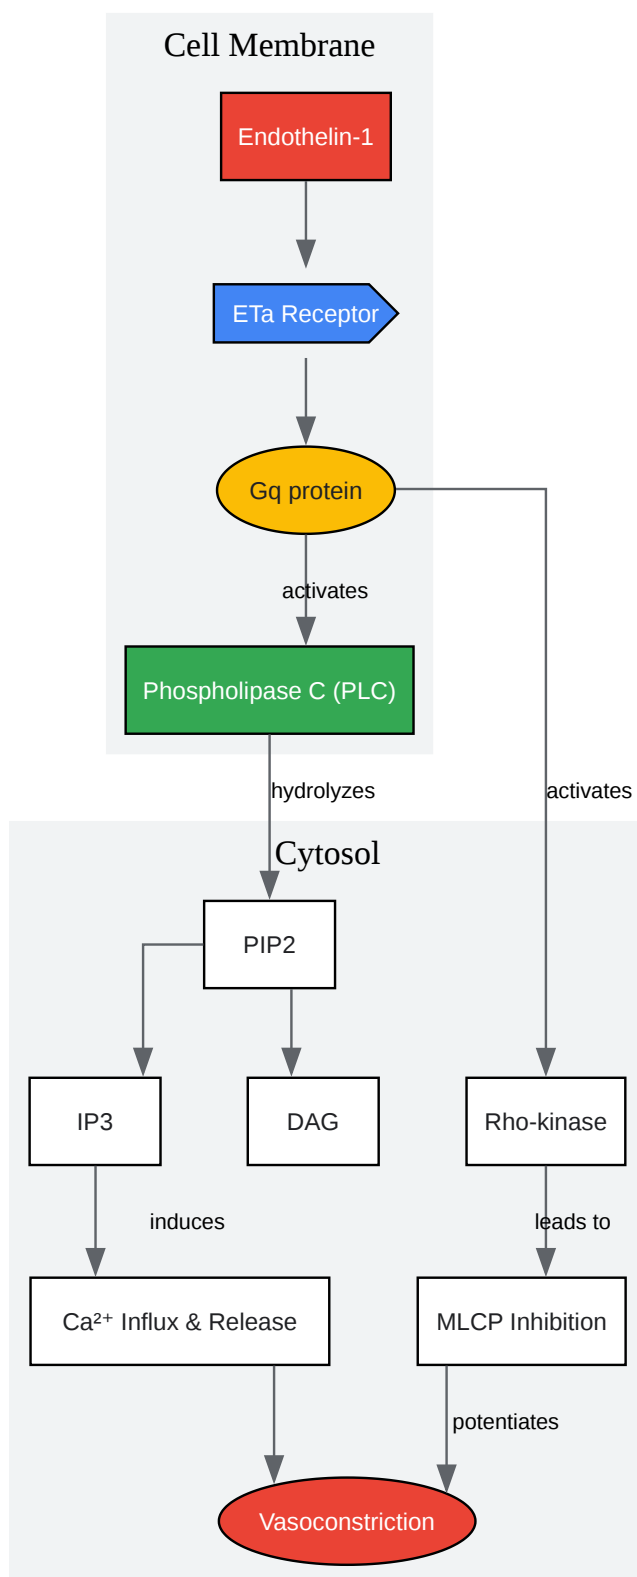 Cell Membrane
Endothelin-1
ETa Receptor
Gq protein
activates
Phospholipase C (PLC)
hydrolyzes
activates
Cytosol
PIP2
IP3
DAG
Rho-kinase
induces
leads to
Ca²⁺ Influx & Release
MLCP Inhibition
potentiates
Vasoconstriction